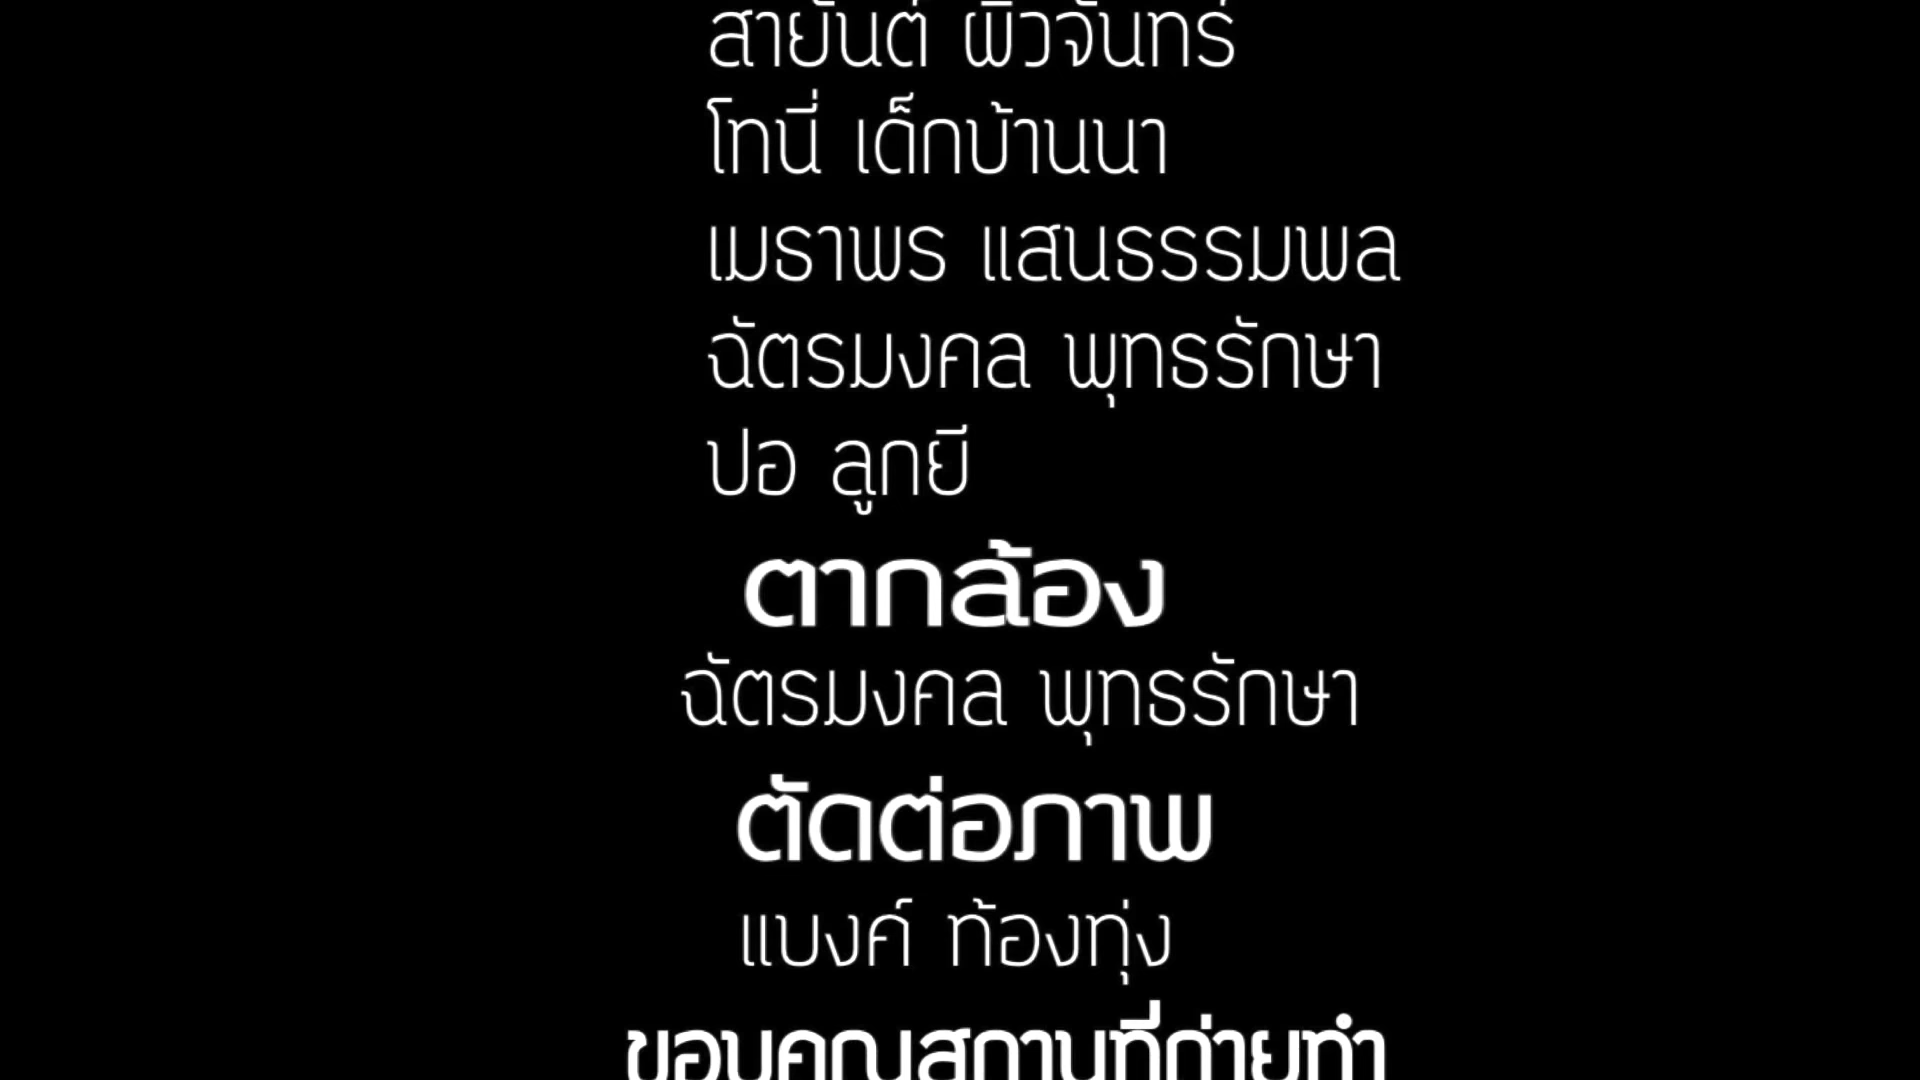 สายันต์ ผิวจันทร์
โทนี่ เด็กบ้านนา
เมธาพร แสนธรรมพล
ฉัตรมงคล พุทธรักษา
ปอ ลูกยี
ตากล้อง
ฉัตรมงคล พุทธรักษา
ตัดต่อภาพ
แบงค์ ท้องทุ่ง
ขอบคุณสถานที่ถ่ายทำ